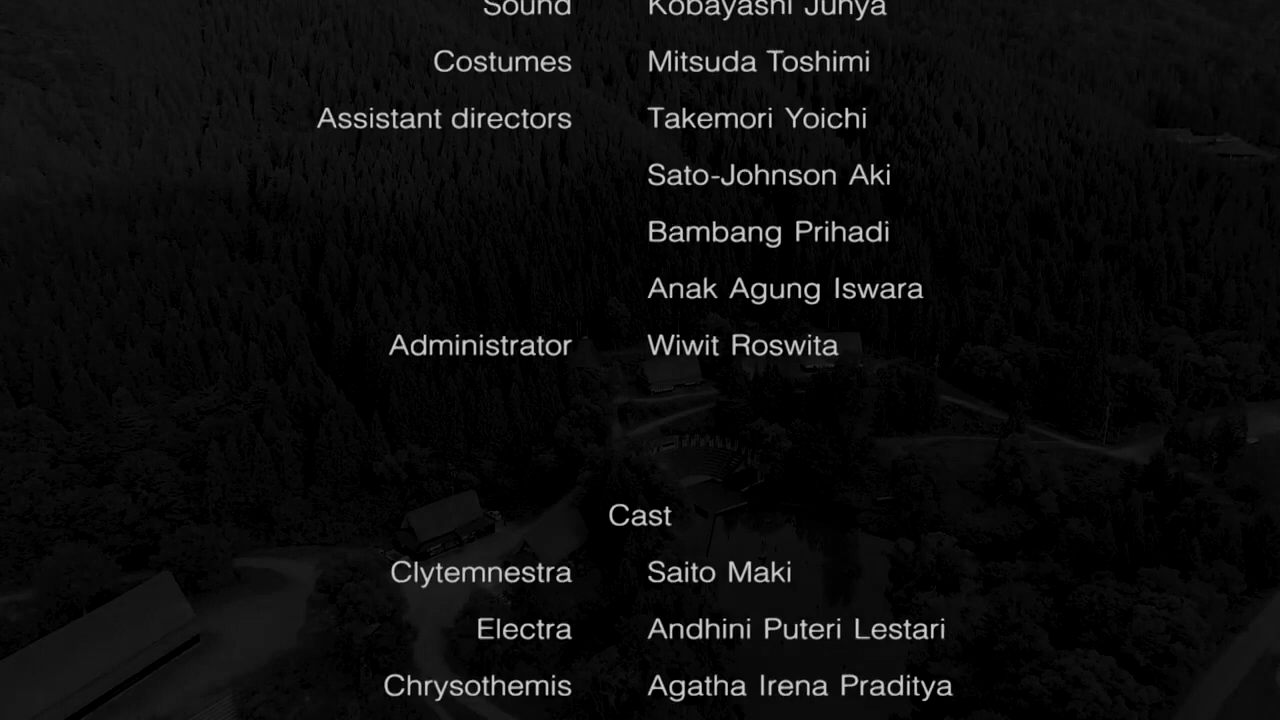 Sound Kobayashi Junya
Costumes Mitsuda Toshimi
Assistant directors Takemori Yoichi
Sato-Johnson Aki
Bambang Prihadi
Anak Agung Iswara
Administrator Wiwit Roswita
Cast
Clytemnestra Saito Maki
Electra Andhini Puteri Lestari
Chrysothemis Agatha Irena Praditya